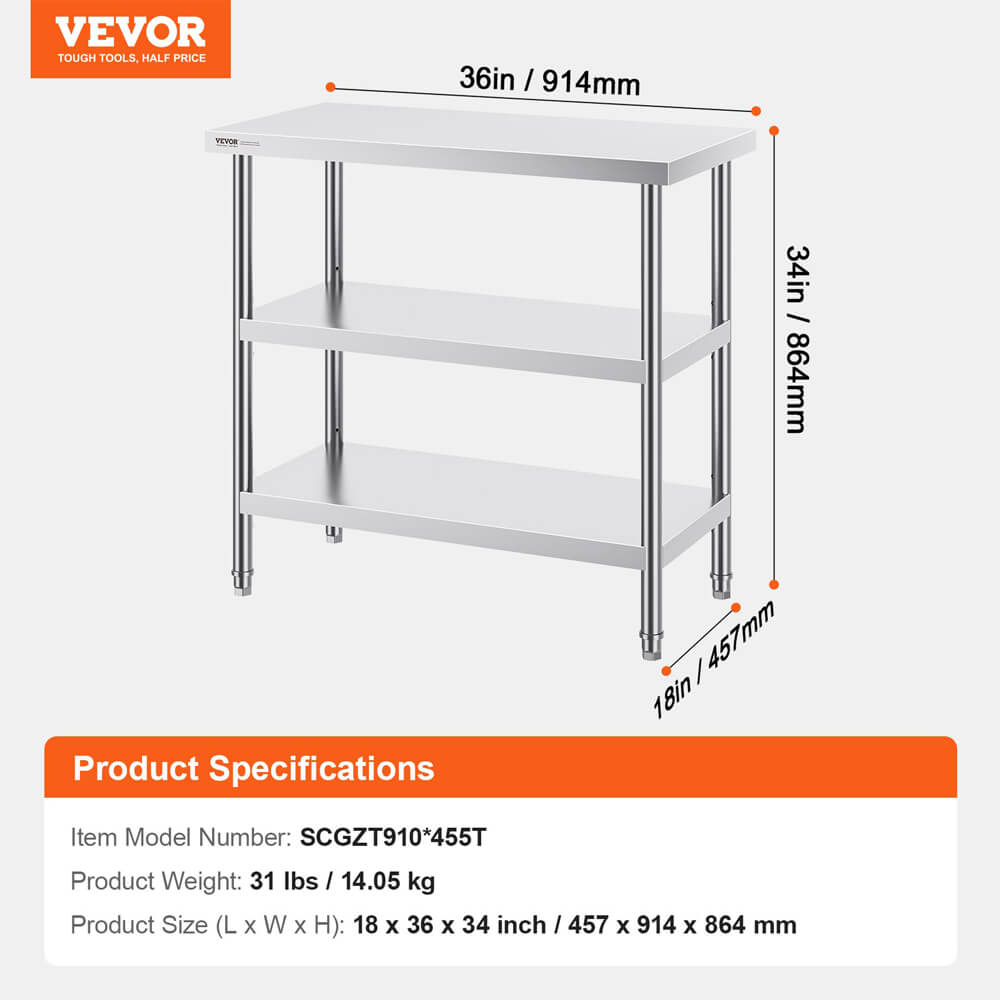 VEVOR
TOUGH TOOLS, HALF PRICE
36in / 914mm
VEVOR
34in / 864mm
18in / 457mm
Product Specifications
Item Model Number: SCGZT910*455T
Product Weight: 31 lbs / 14.05 kg
Product Size (L x W x H): 18 x 36 x 34 inch / 457 x 914 x 864 mm